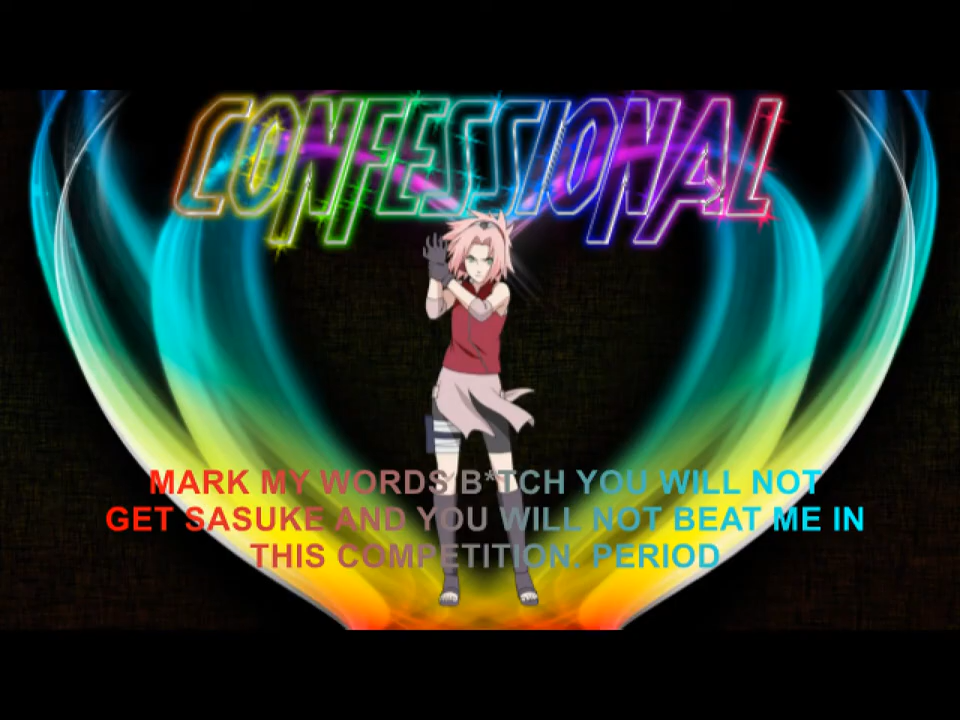 CONFESSIONAL
MARK MY WORDS B*TCH YOU WILL NOT
GET SASUKE AND YOU WILL NOT BEAT ME IN
THIS COMPETITION. PERIOD